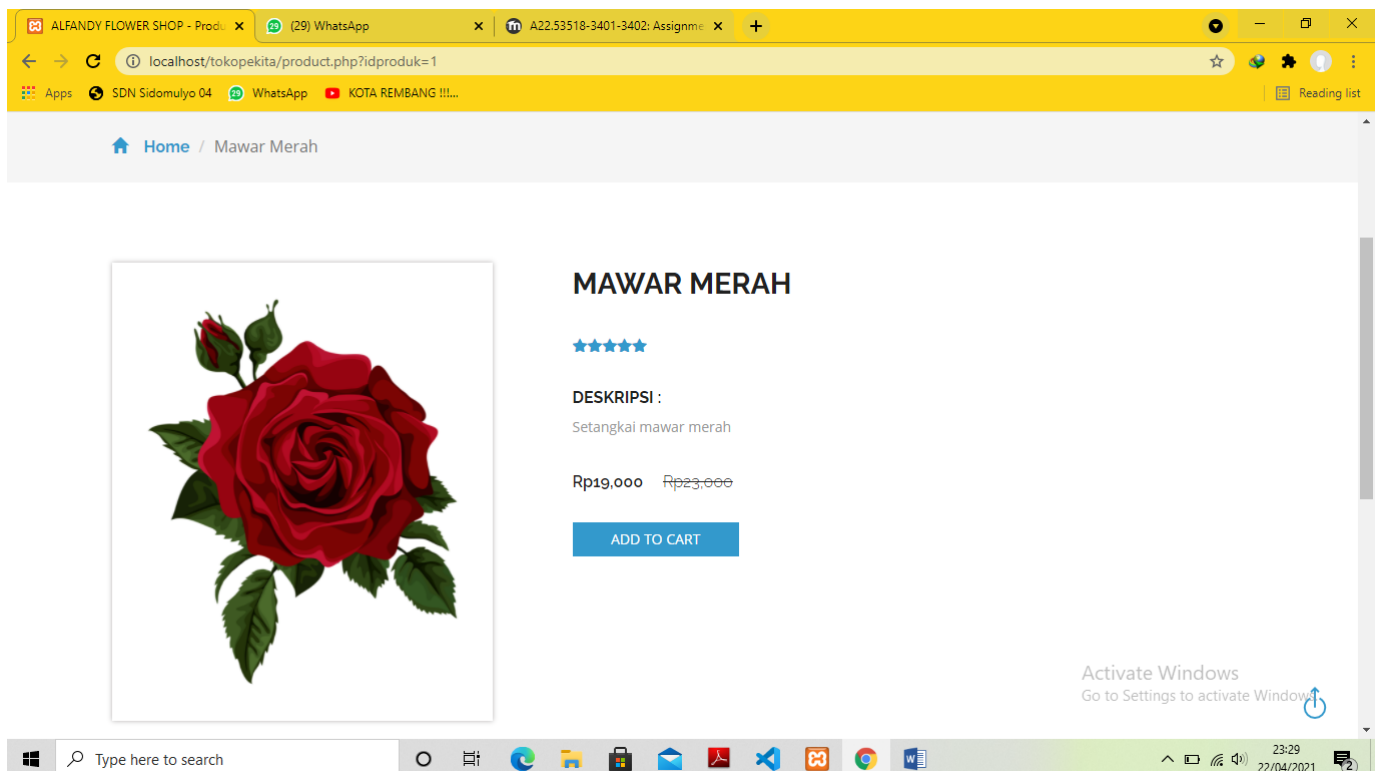 ALFANDY FLOWER SHOP - Produ
(29) WhatsApp
A22.53518-3401-3402: Assignme
localhost/tokopekita/product.php?idproduk=1
Apps
SDN Sidomulyo 04
29
WhatsApp
KOTA REMBANG !!!...
Reading list
Home / Mawar Merah
MAWAR MERAH
DESKRIPSI :
Setangkai mawar merah
Rp19,000 Rp23,000
ADD TO CART
Activate Windows
Go to Settings to activate Windows.
Type here to search
23:29
22/04/2021
2